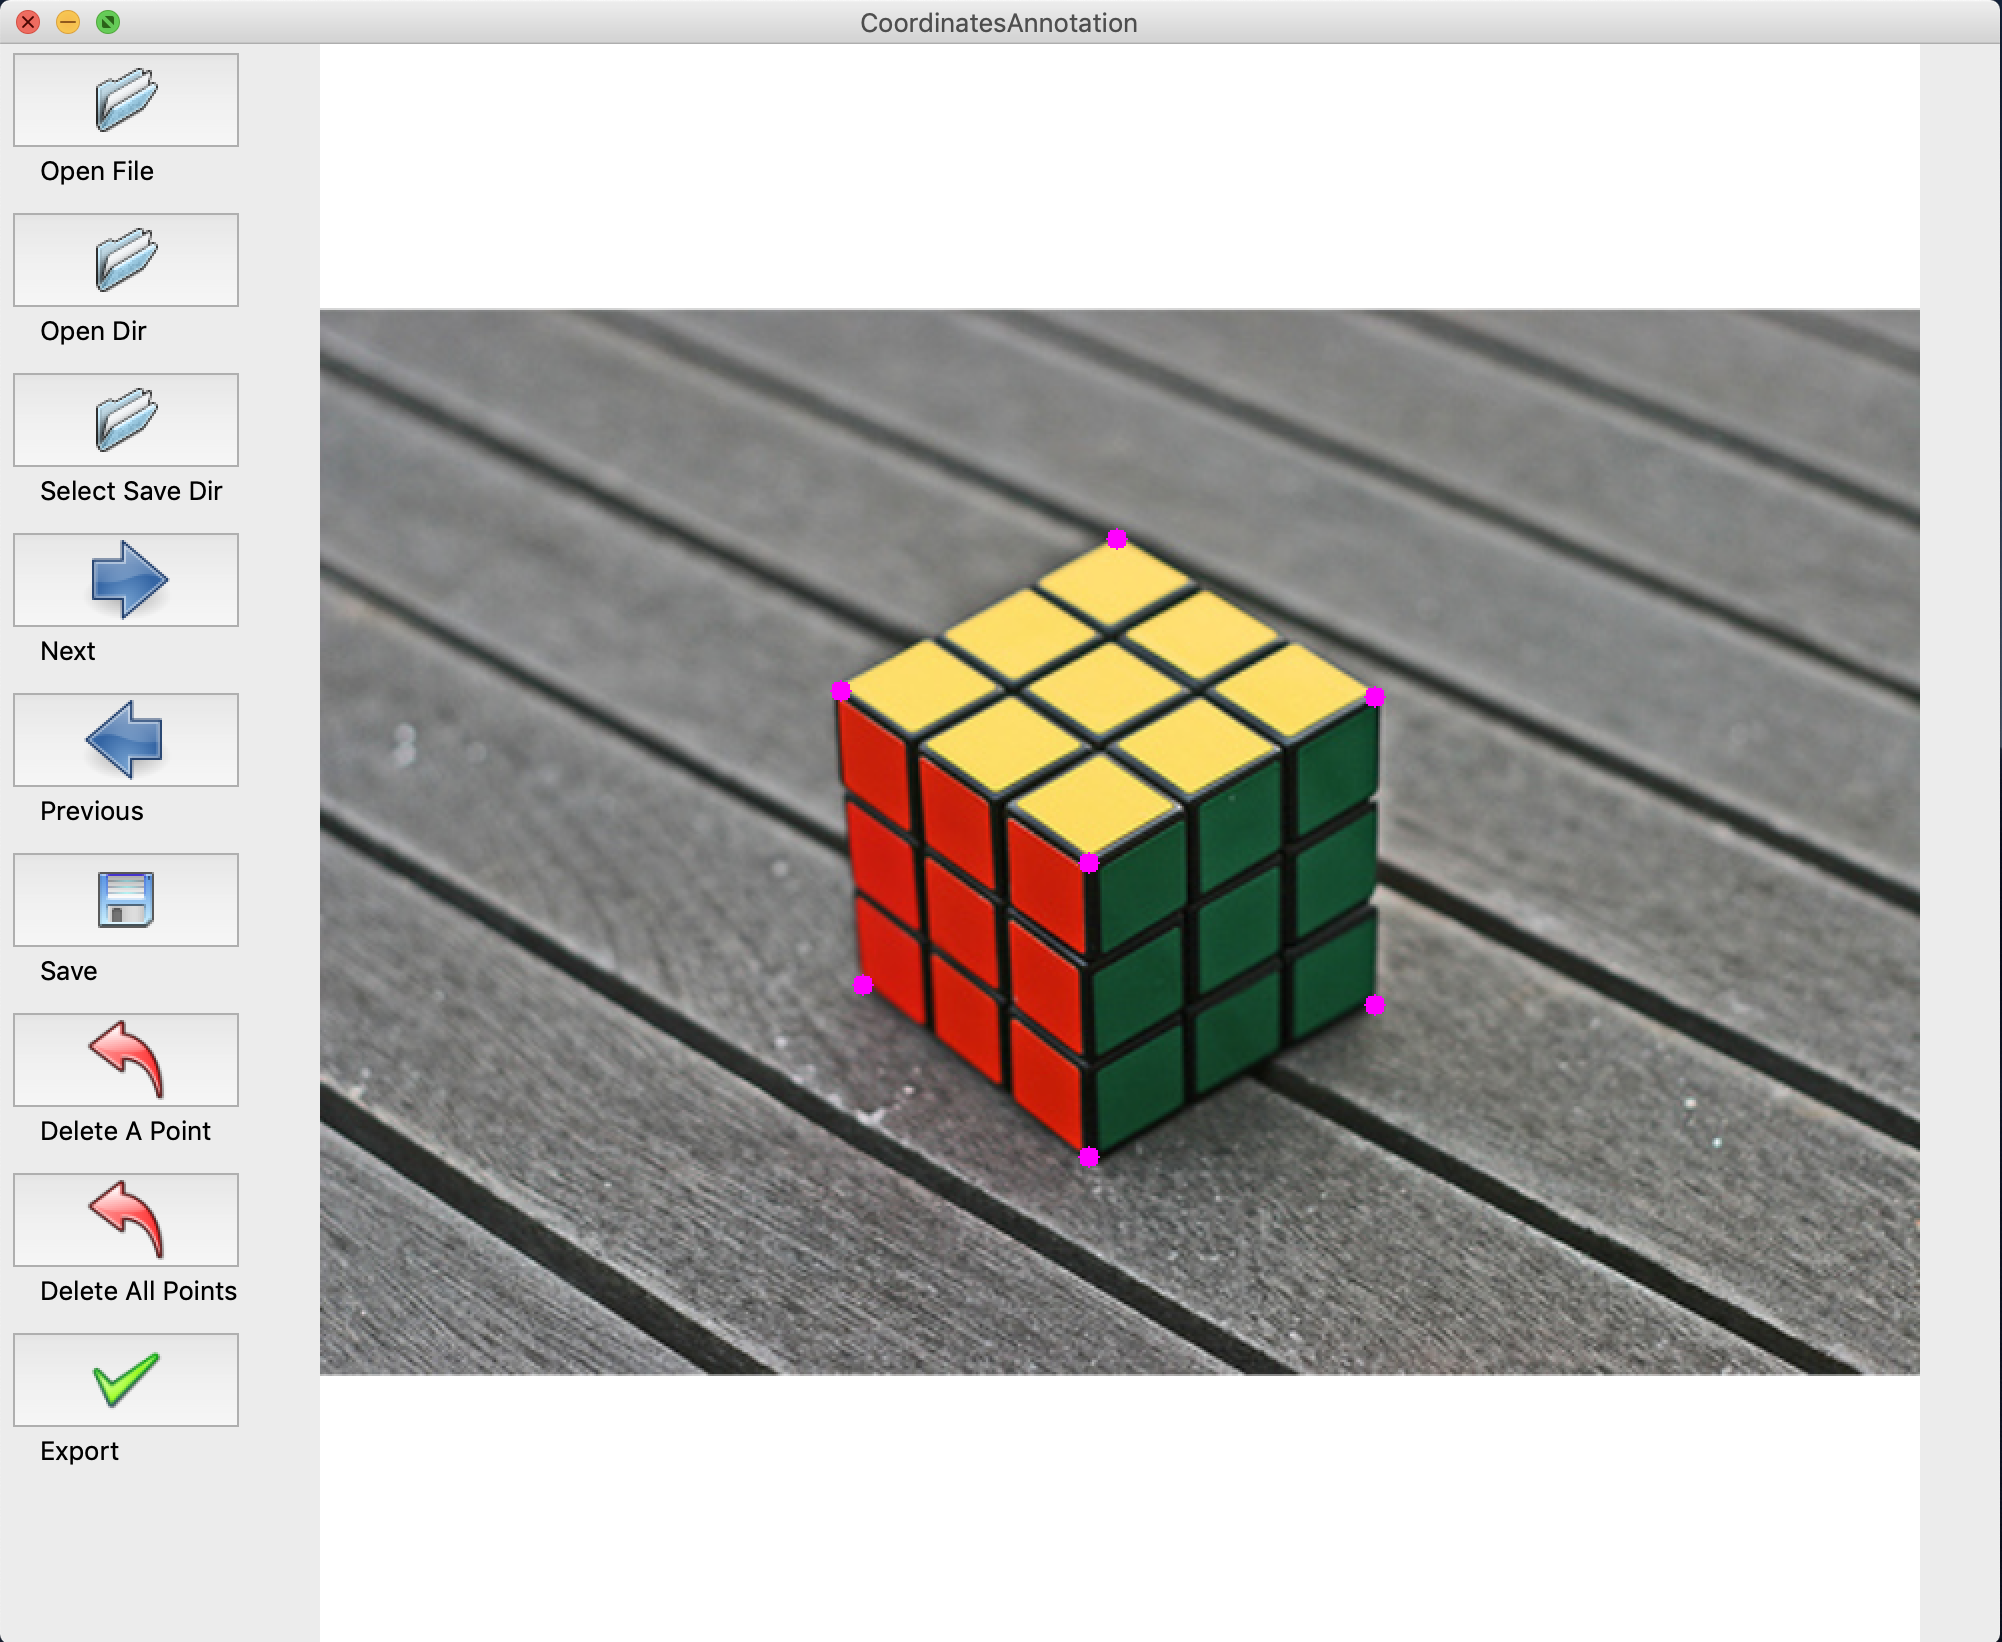 CoordinatesAnnotation
Open File
Open Dir
Select Save Dir
Next
Previous
Save
Delete A Point
Delete All Points
Export